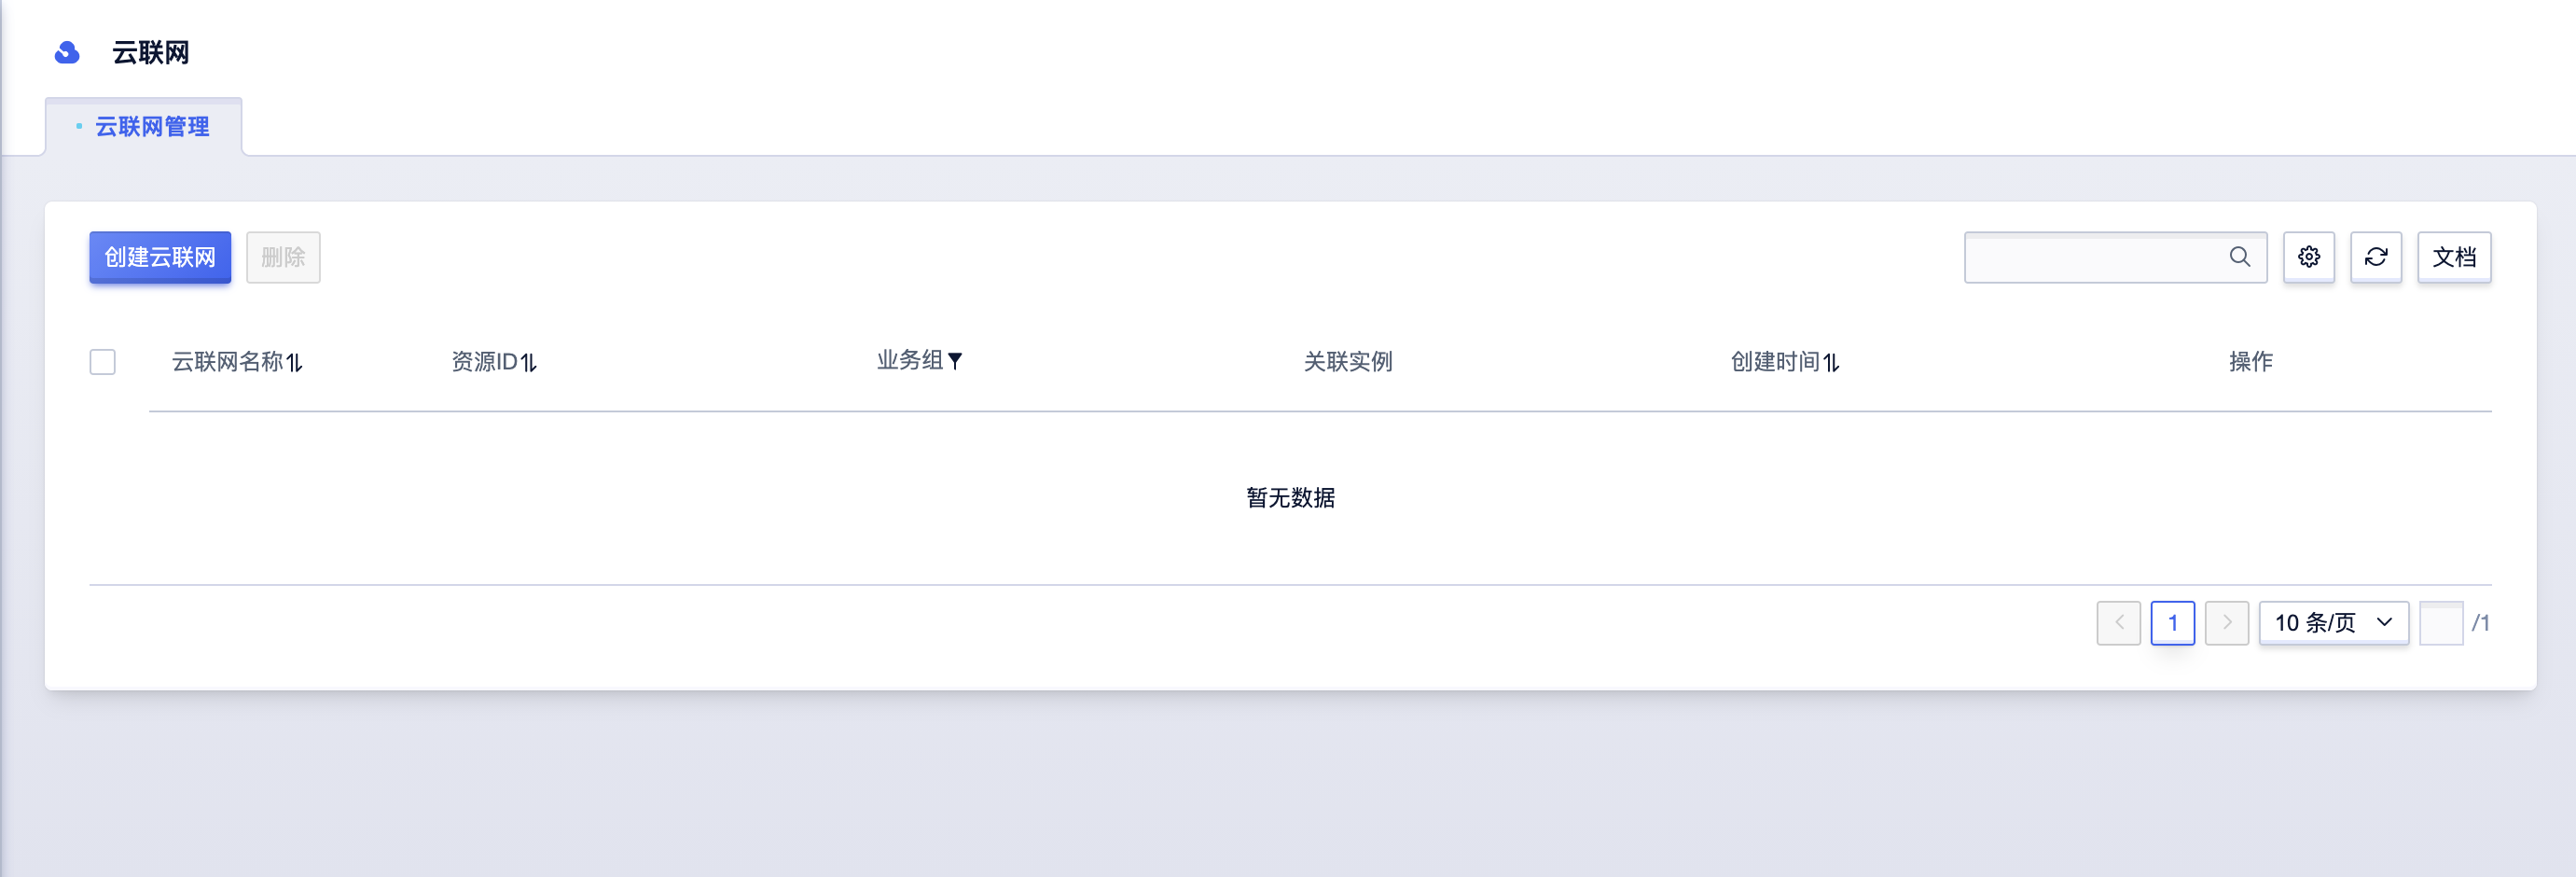 云联网
云联网管理
创建云联网 删除 文档
云联网名称 资源ID 业务组 关联实例 创建时间 操作
暂无数据
1 10 条/页 /1